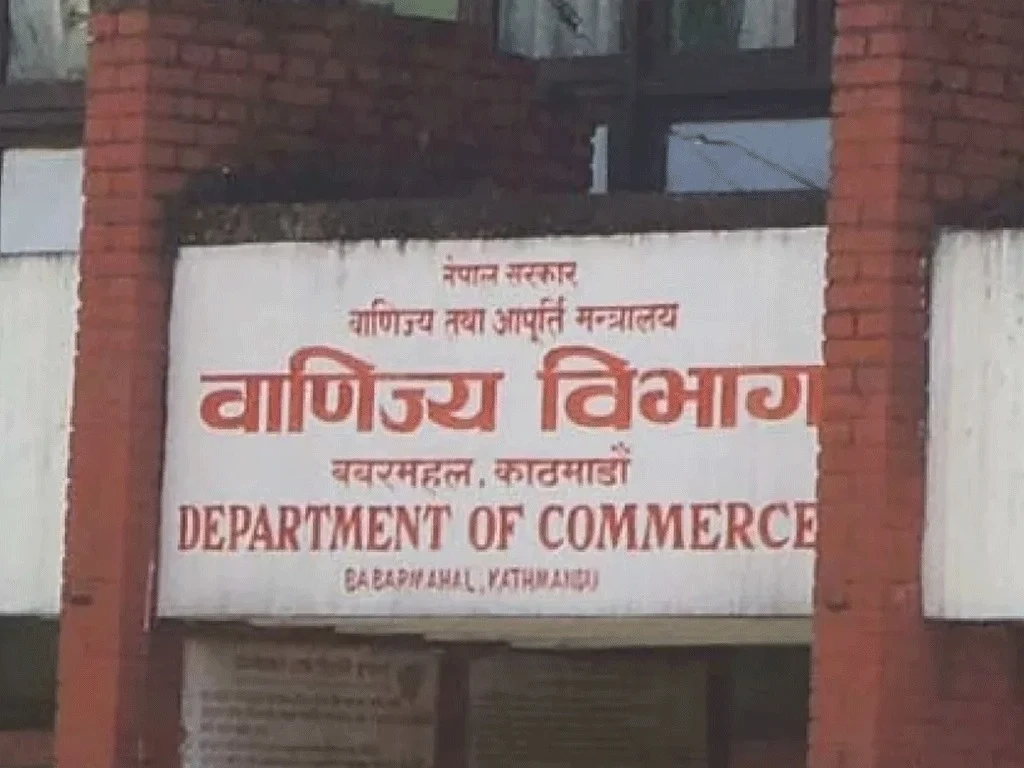 नेपाल सरकार
वाणिज्य तथा आपूर्ति मन्त्रालय
वाणिज्य विभाग
बबरमहल, काठमाडौं
DEPARTMENT OF COMMERCE
BABARMAHAL, KATHMANDU